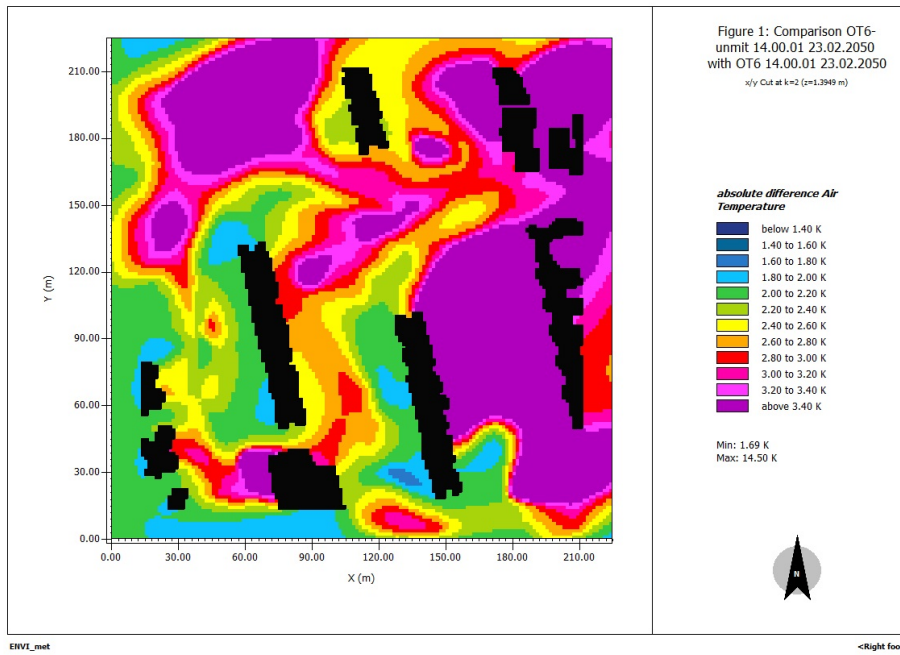 Figure 1: Comparison OT6-
unmit 14.00.01 23.02.2050
with OT6 14.00.01 23.02.2050
x/y Cut at k=2 (z=1.3949 m)
210.00
180.00
150.00
120.00
90.00
60.00
30.00
0.00
Y (m)
0.00 30.00 60.00 90.00 120.00 150.00 180.00 210.00
X (m)
absolute difference Air
Temperature
below 1.40 K
1.40 to 1.60 K
1.60 to 1.80 K
1.80 to 2.00 K
2.00 to 2.20 K
2.20 to 2.40 K
2.40 to 2.60 K
2.60 to 2.80 K
2.80 to 3.00 K
3.00 to 3.20 K
3.20 to 3.40 K
above 3.40 K
Min: 1.69 K
Max: 14.50 K
N
ENVI_met
<Right foo